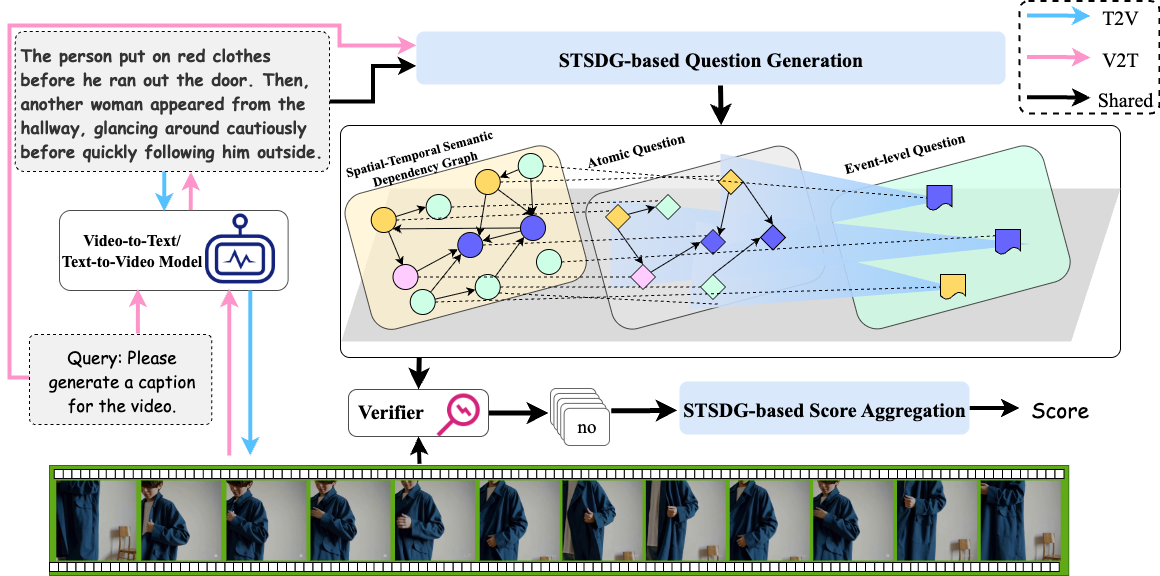 T2V
V2T
Shared
The person put on red clothes
before he ran out the door. Then,
another woman appeared from the
hallway, glancing around cautiously
before quickly following him outside.
STSDG-based Question Generation
Spatial-Temporal Semantic
Dependency Graph
Atomic Question
Event-level Question
Video-to-Text/
Text-to-Video Model
Query: Please
generate a caption
for the video.
Verifier
no
STSDG-based Score Aggregation
Score